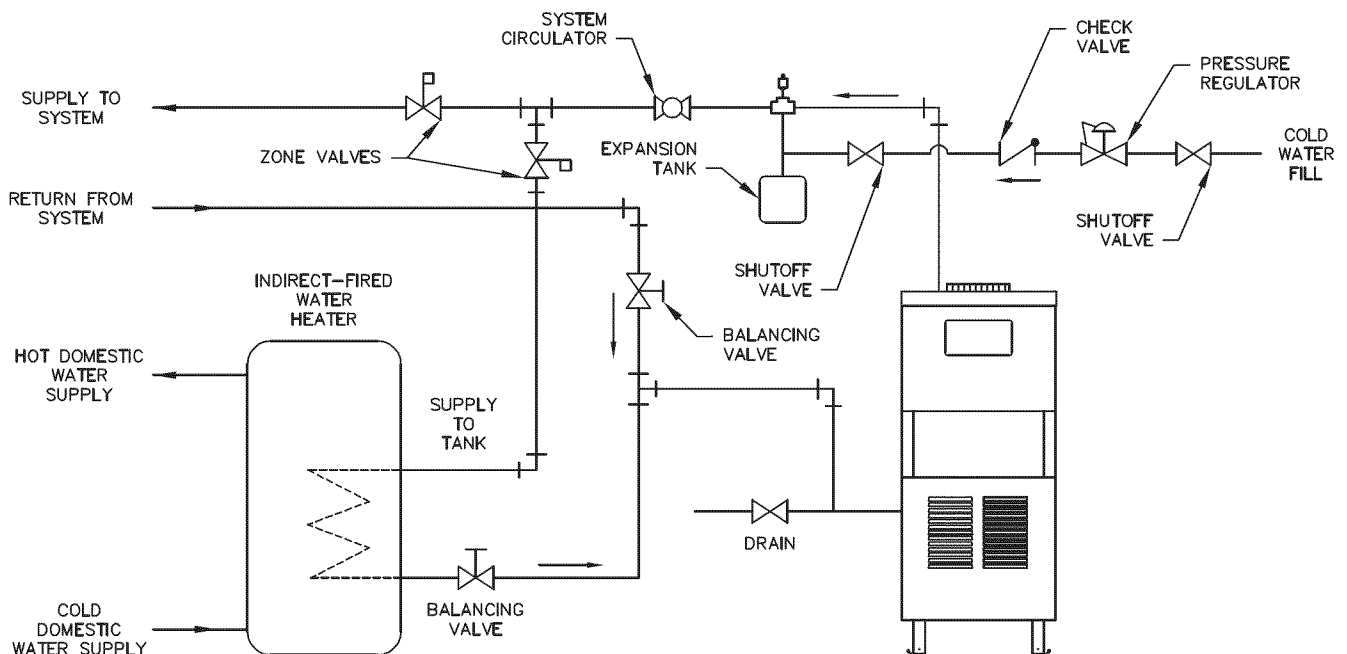 SYSTEM
CIRCULATOR
CHECK
VALVE
PRESSURE
REGULATOR
SUPPLY TO
SYSTEM
ZONE VALVES
EXPANSION
TANK
COLD
WATER
FILL
RETURN FROM
SYSTEM
SHUTOFF
VALVE
SHUTOFF
VALVE
INDIRECT-FIRED
WATER
HEATER
BALANCING
VALVE
HOT DOMESTIC
WATER
SUPPLY
SUPPLY
TO
TANK
DRAIN
BALANCING
VALVE
COLD
DOMESTIC
WATER SUPPLY